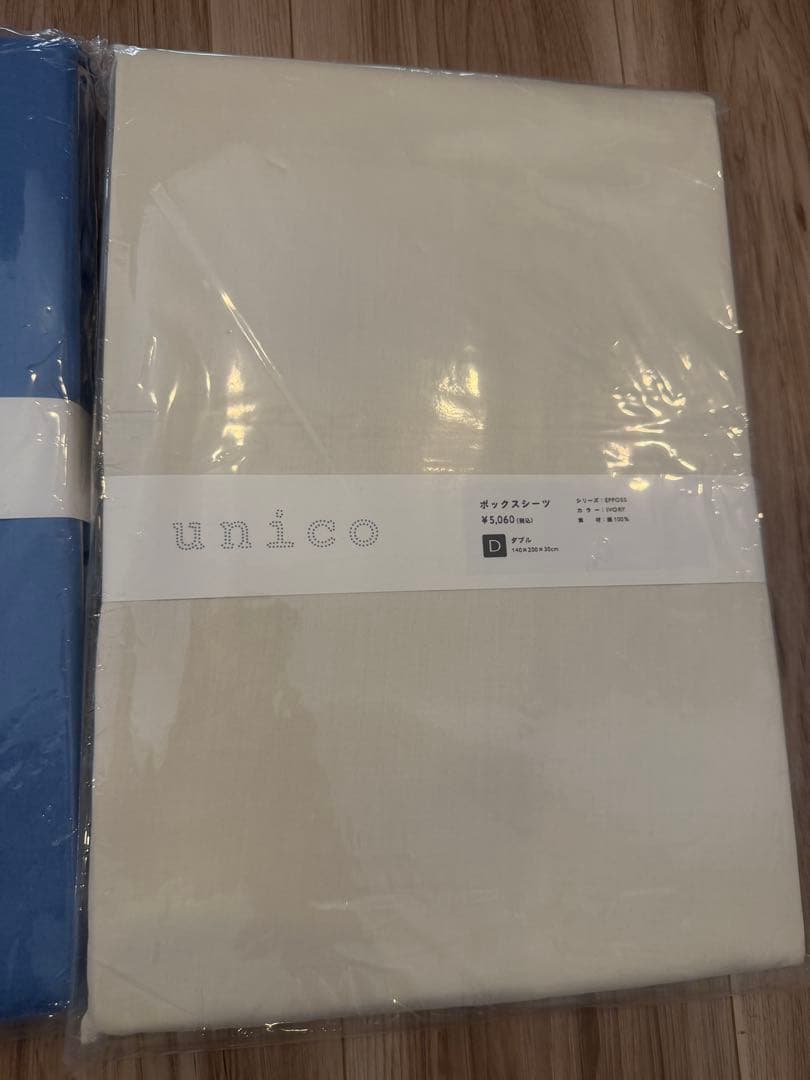 unico
ボックスシーツ
¥5,060(税込)
D ダブル
140×200×30cm
シリーズ:EPPOSS
カラー:IVORY
素 材:綿100%